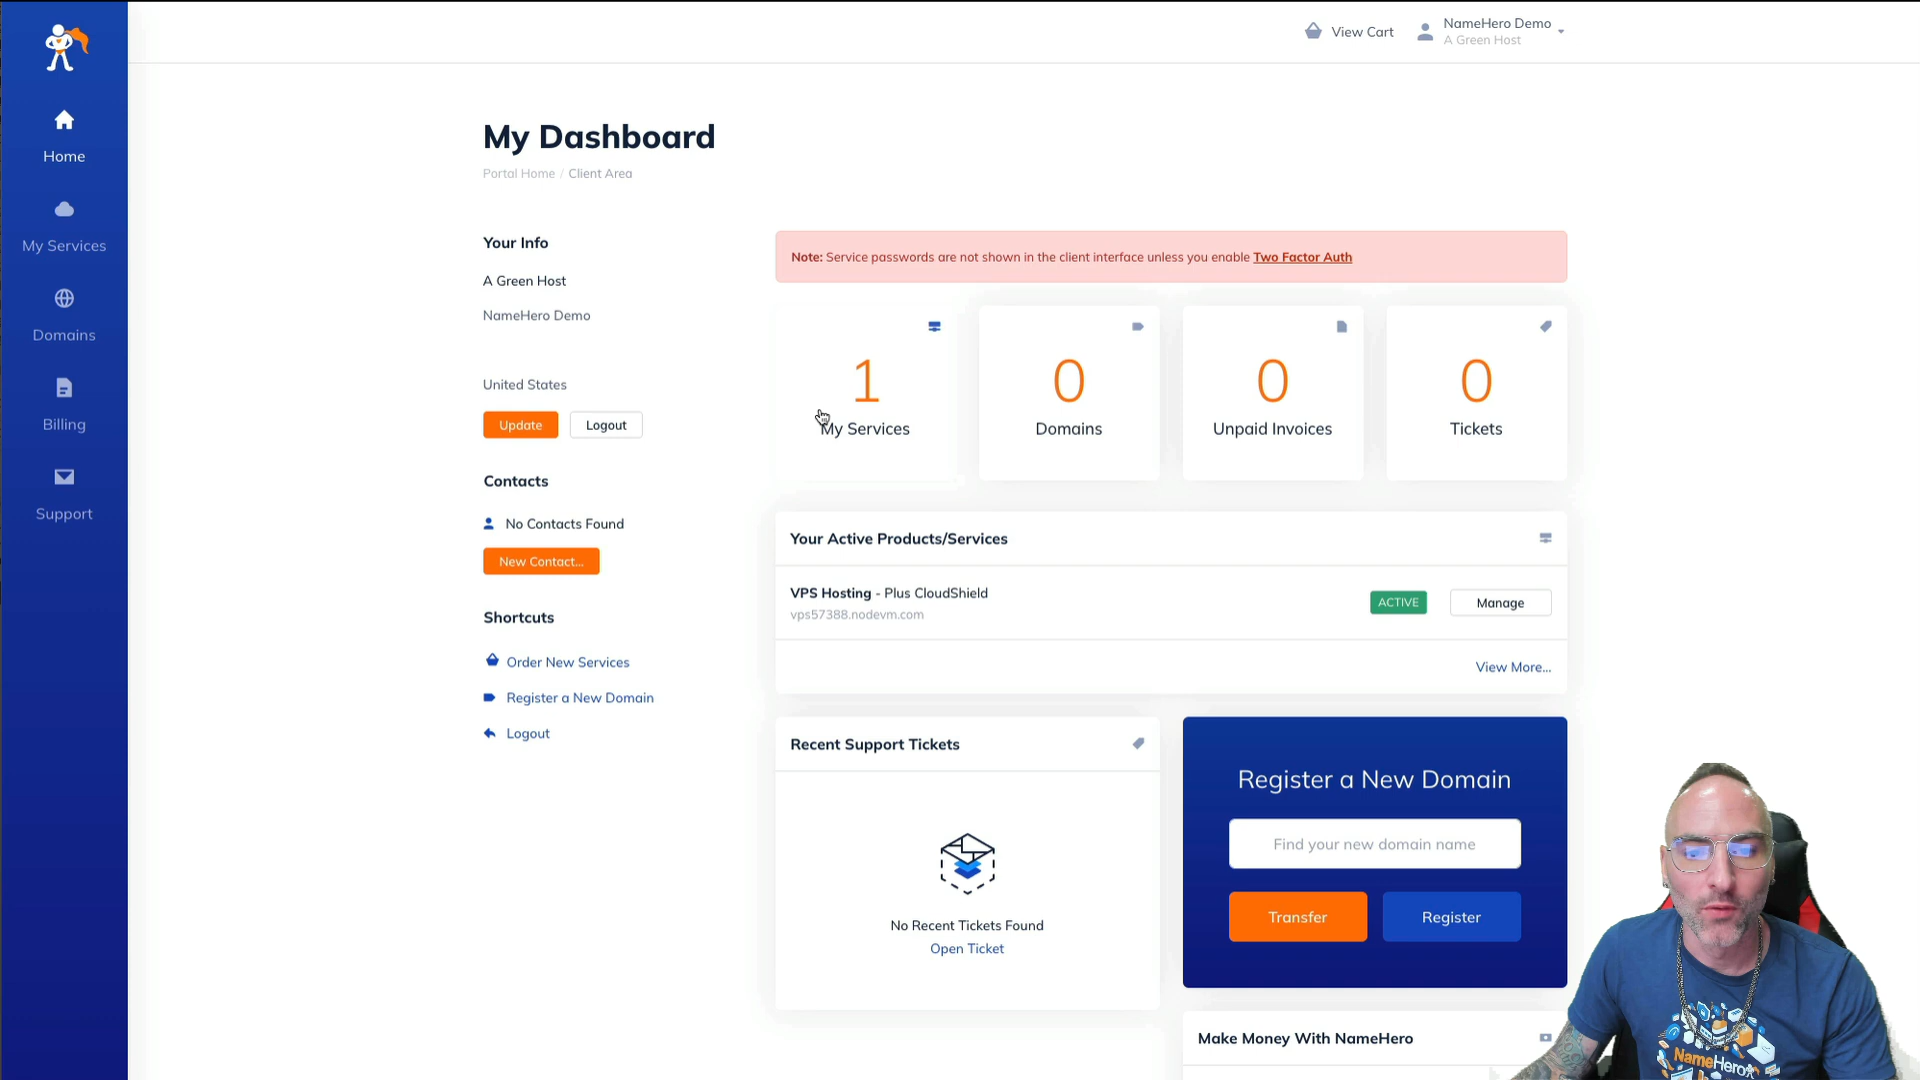 View Cart
NameHero Demo
A Green Host
Home
My Services
Domains
Billing
Support
My Dashboard
Portal Home / Client Area
Your Info
A Green Host
NameHero Demo
United States
Update
Logout
Contacts
No Contacts Found
New Contact...
Shortcuts
Order New Services
Register a New Domain
Logout
Note: Service passwords are not shown in the client interface unless you enable Two Factor Auth
1
My Services
0
Domains
0
Unpaid Invoices
0
Tickets
Your Active Products/Services
VPS Hosting - Plus CloudShield
vps57388.nodevm.com
ACTIVE
Manage
View More...
Recent Support Tickets
No Recent Tickets Found
Open Ticket
Register a New Domain
Find your new domain name
Transfer
Register
Make Money With NameHero
NameHero